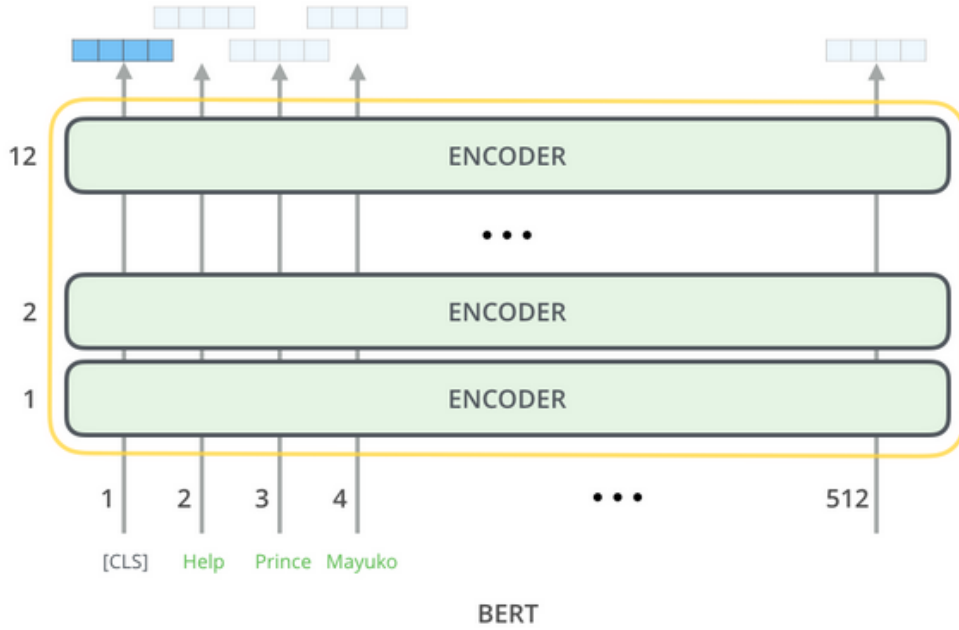 12
ENCODER
...
2
ENCODER
1
ENCODER
1 2 3 4 ... 512
[CLS] Help Prince Mayuko
BERT